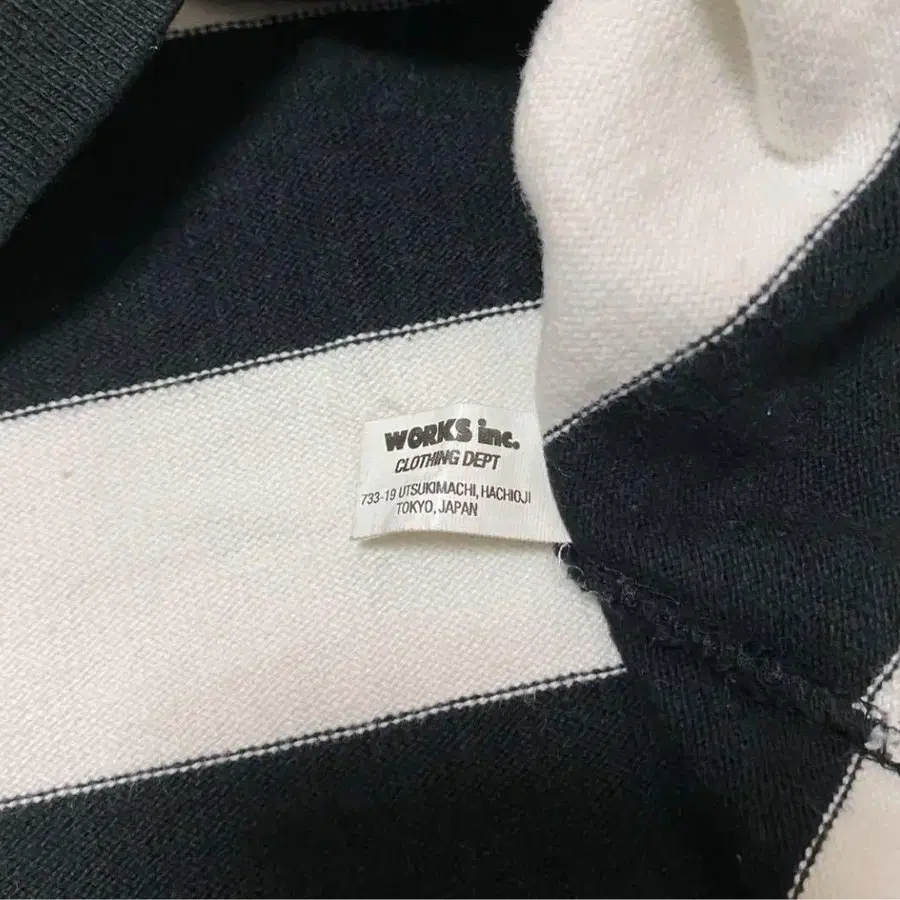 WORKS inc.
CLOTHING DEPT
733-19 UTSUKIMACHI, HACHIOJI
TOKYO, JAPAN